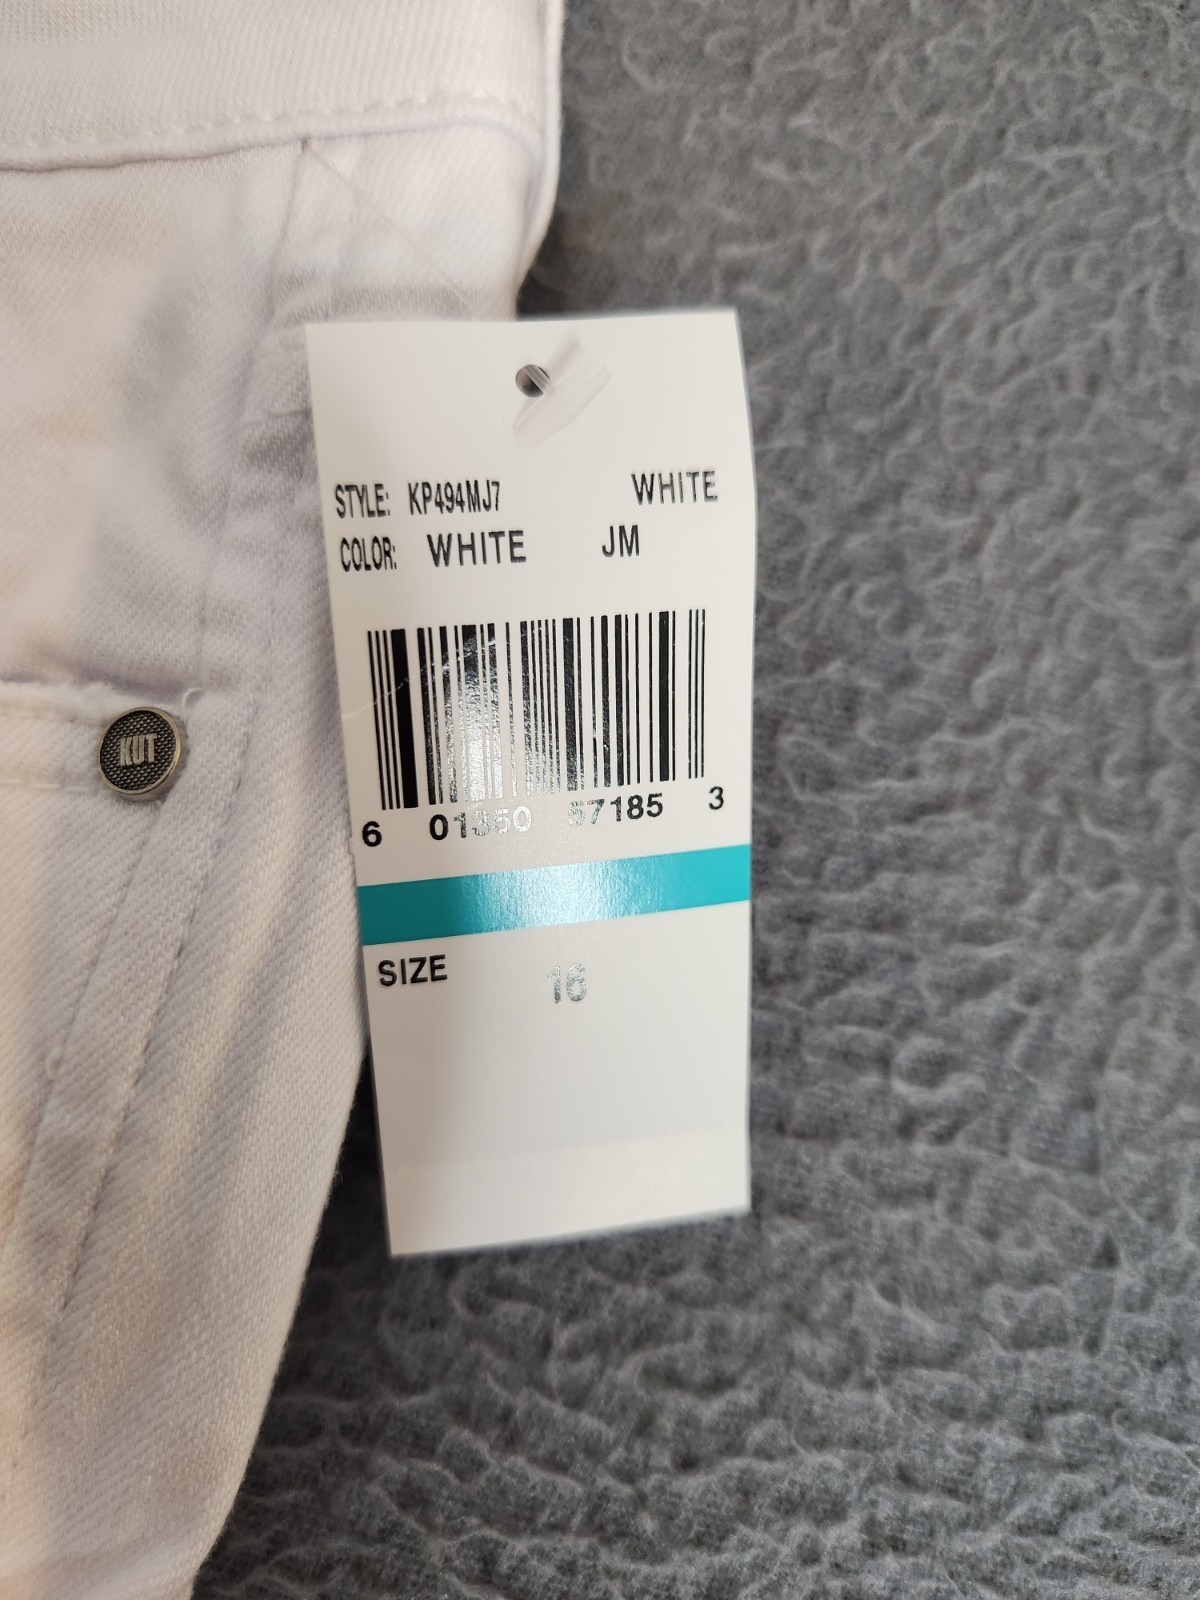 STYLE: KP494MJ7 WHITE
COLOR: WHITE JM
KUT
6 01350 57185 3
SIZE 16